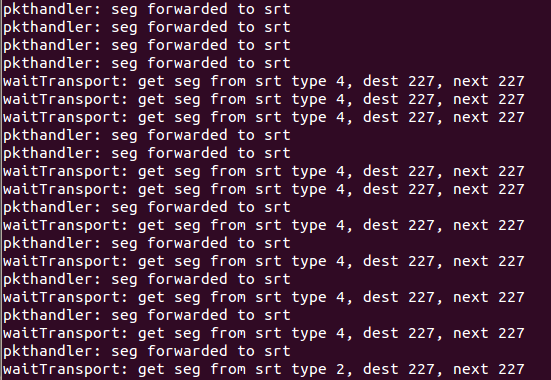 pkthandler: seg forwarded to srt
pkthandler: seg forwarded to srt
pkthandler: seg forwarded to srt
pkthandler: seg forwarded to srt
waitTransport: get seg from srt type 4, dest 227, next 227
waitTransport: get seg from srt type 4, dest 227, next 227
waitTransport: get seg from srt type 4, dest 227, next 227
pkthandler: seg forwarded to srt
pkthandler: seg forwarded to srt
waitTransport: get seg from srt type 4, dest 227, next 227
waitTransport: get seg from srt type 4, dest 227, next 227
pkthandler: seg forwarded to srt
waitTransport: get seg from srt type 4, dest 227, next 227
pkthandler: seg forwarded to srt
waitTransport: get seg from srt type 4, dest 227, next 227
pkthandler: seg forwarded to srt
waitTransport: get seg from srt type 4, dest 227, next 227
pkthandler: seg forwarded to srt
waitTransport: get seg from srt type 4, dest 227, next 227
pkthandler: seg forwarded to srt
waitTransport: get seg from srt type 2, dest 227, next 227